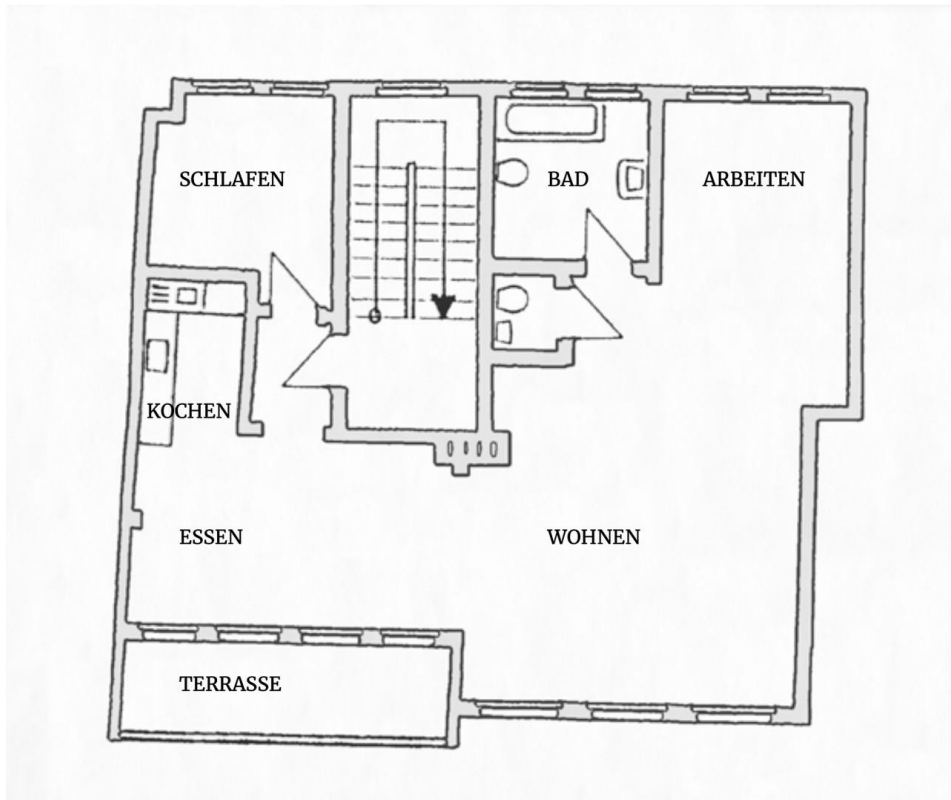 SCHLAFEN
BAD
ARBEITEN
KOCHEN
ESSEN
WOHNEN
TERRASSE